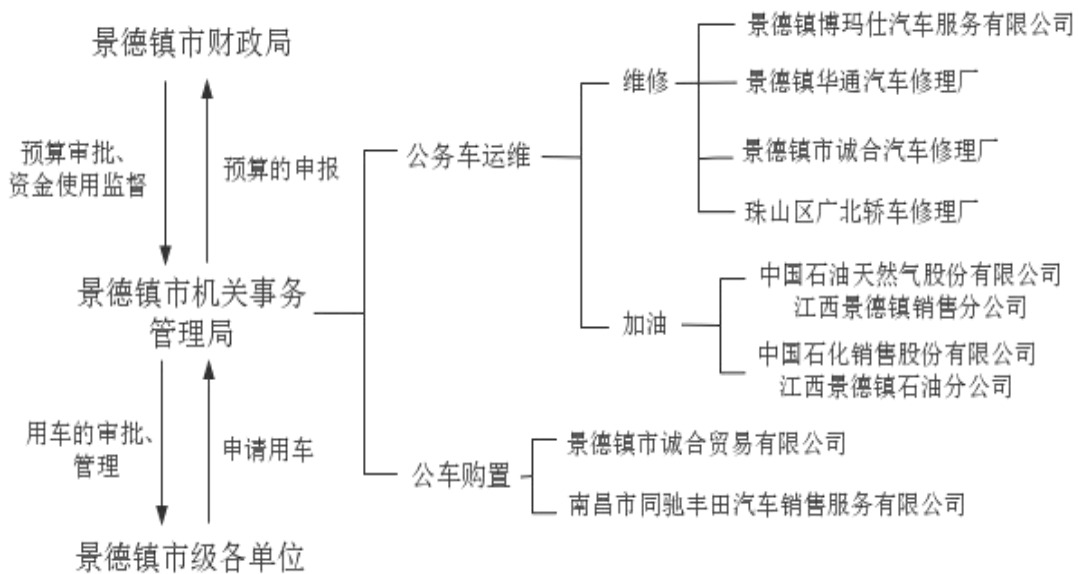 景德镇市财政局
预算审批、
资金使用监督
预算的申报
景德镇市机关事务
管理局
用车的审批、
管理
申请用车
景德镇市级各单位
公务车运维
维修
景德镇博玛仕汽车服务有限公司
景德镇华通汽车修理厂
景德镇市诚合汽车修理厂
珠山区广北轿车修理厂
加油
中国石油天然气股份有限公司
江西景德镇销售分公司
中国石化销售股份有限公司
江西景德镇石油分公司
公车购置
景德镇市诚合贸易有限公司
南昌市同驰丰田汽车销售服务有限公司